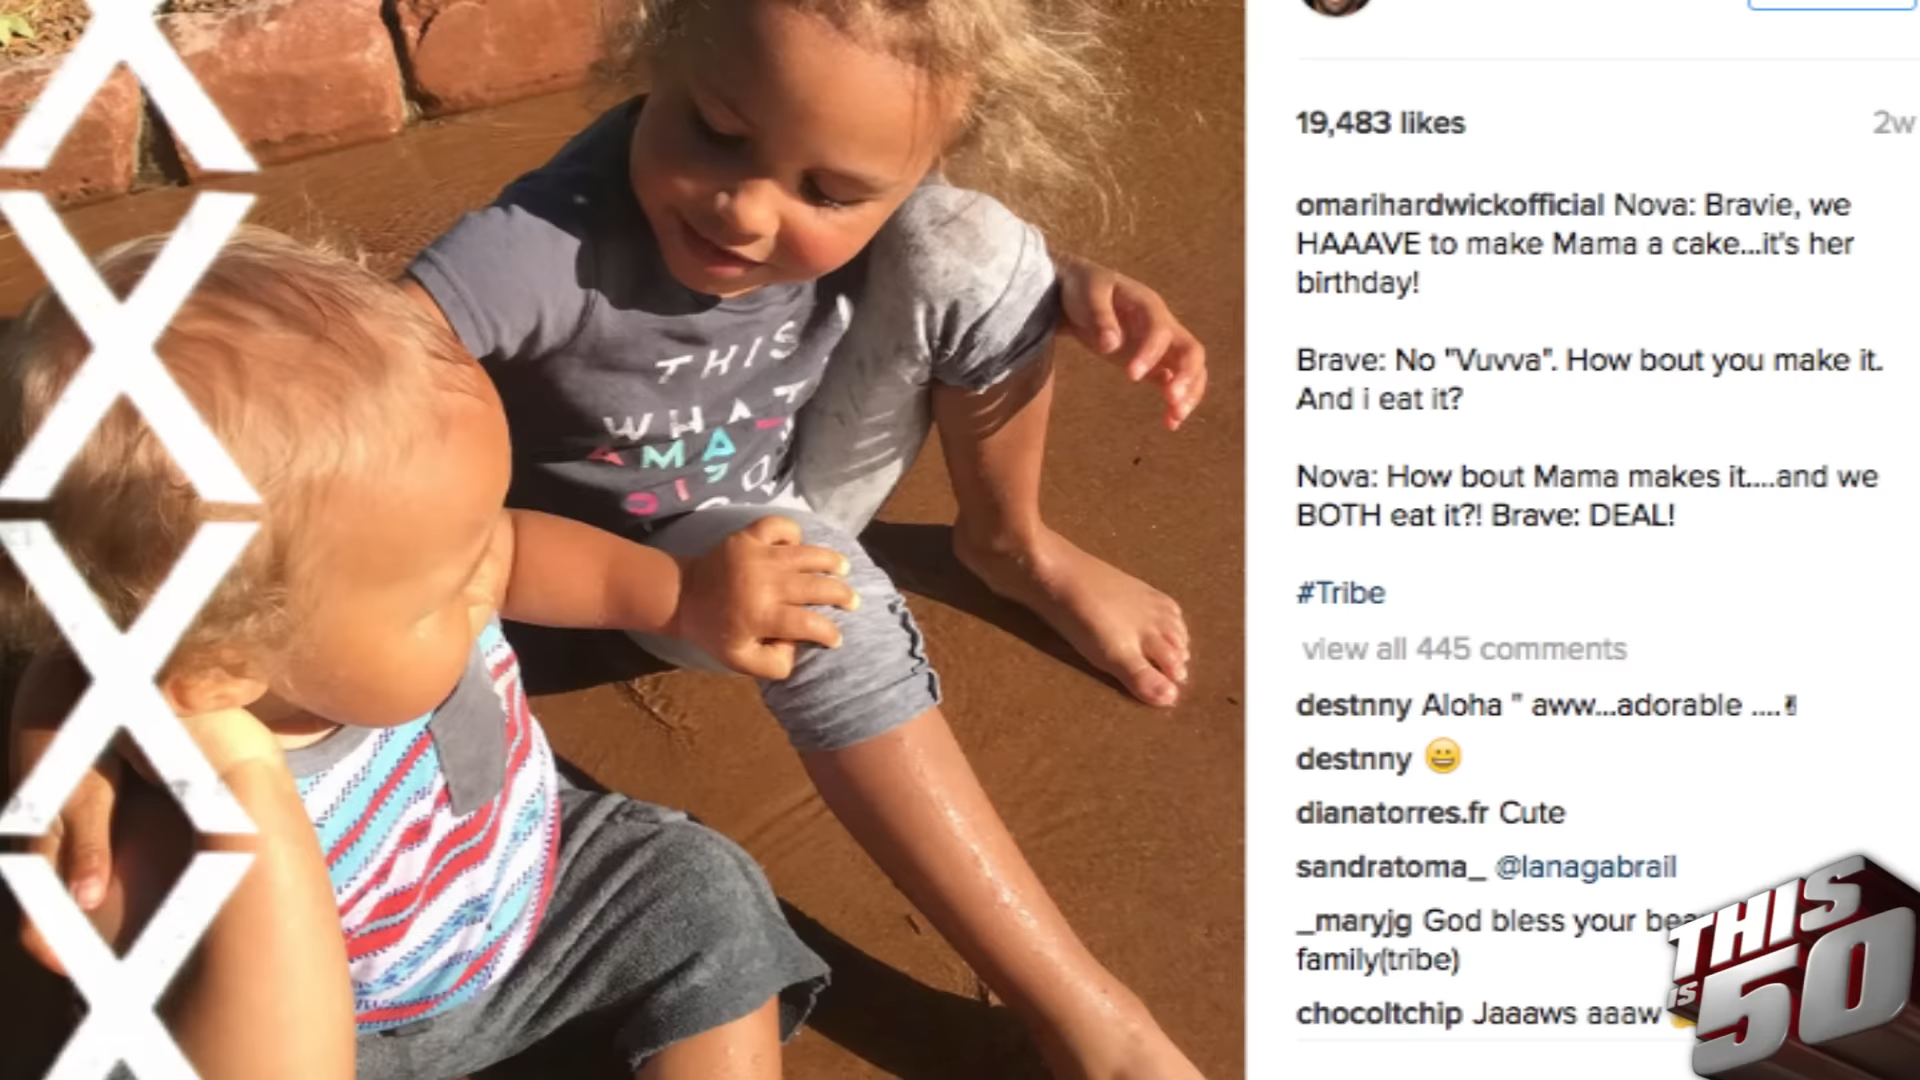 THIS
WHAT
AMA
19,483 likes
2w
omarihardwickofficial Nova: Bravie, we
HAAAVE to make Mama a cake...it's her
birthday!
Brave: No "Vuvva". How bout you make it.
And i eat it?
Nova: How bout Mama makes it....and we
BOTH eat it?! Brave: DEAL!
#Tribe
view all 445 comments
destnny Aloha " aww...adorable ....
destnny 😀
dianatorres.fr Cute
sandratoma_ @lanagabrail
_maryjg God bless your
family(tribe)
chocoltchip Jaaaws aaaw
THIS
IS 50